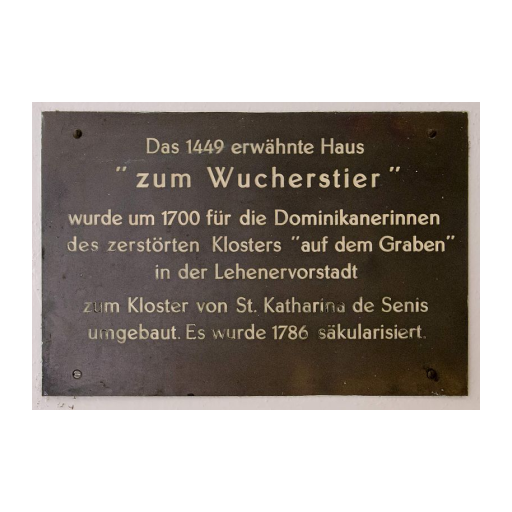 Das 1449 erwähnte Haus
"zum Wucherstier"
wurde um 1700 für die Dominikanerinnen
des zerstörten Klosters "auf dem Graben"
in der Lehenervorstadt
zum Kloster von St. Katharina de Senis
umgebaut. Es wurde 1786 säkularisiert.